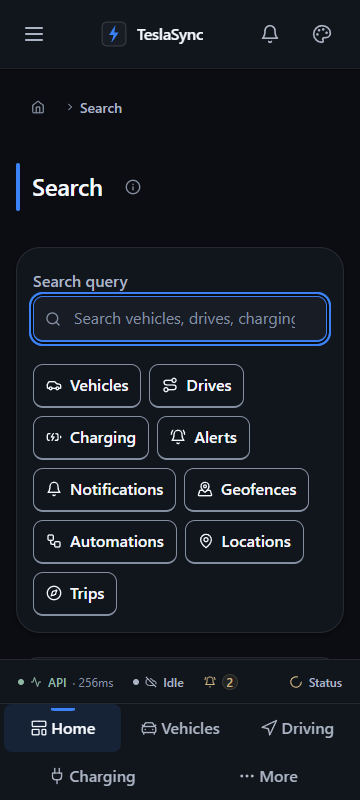 TeslaSync
Search
Search
Search query
Search vehicles, drives, charging
Vehicles
Drives
Charging
Alerts
Notifications
Geofences
Automations
Locations
Trips
API · 256ms
Idle
2
Status
Home
Vehicles
Driving
Charging
More